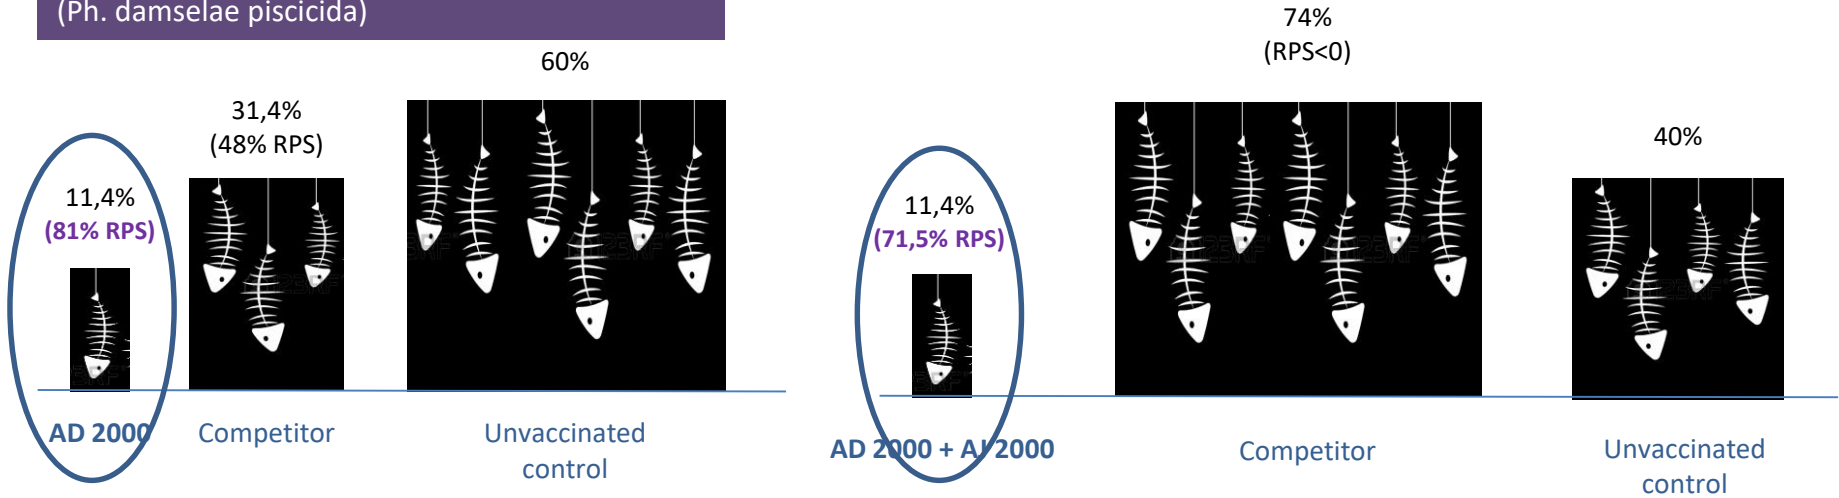 (Ph. damselae piscicida)
60%
31,4%
(48% RPS)
11,4%
(81% RPS)
AD 2000
Competitor
Unvaccinated
control
74%
(RPS<0)
40%
11,4%
(71,5% RPS)
AD 2000 + AJ 2000
Competitor
Unvaccinated
control